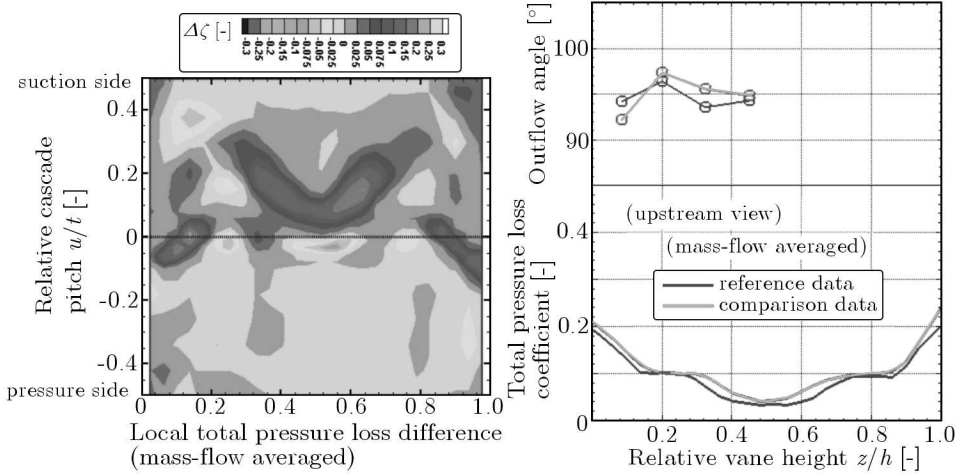 Δζ [-]
-0.3 -0.25 -0.2 -0.15 -0.1 -0.075 -0.05 -0.025 0 0.025 0.05 0.075 0.1 0.15 0.2 0.25 0.3
suction side
0.4
0.2
0
-0.2
-0.4
pressure side
Relative cascade
pitch u/t [-]
0 0.2 0.4 0.6 0.8 1.0
Local total pressure loss difference
(mass-flow averaged)
Outflow angle [°]
100
90
(upstream view)
(mass-flow averaged)
reference data
comparison data
Total pressure loss
coefficient [-]
0.4
0.2
0
0.2 0.4 0.6 0.8 1.0
Relative vane height z/h [-]